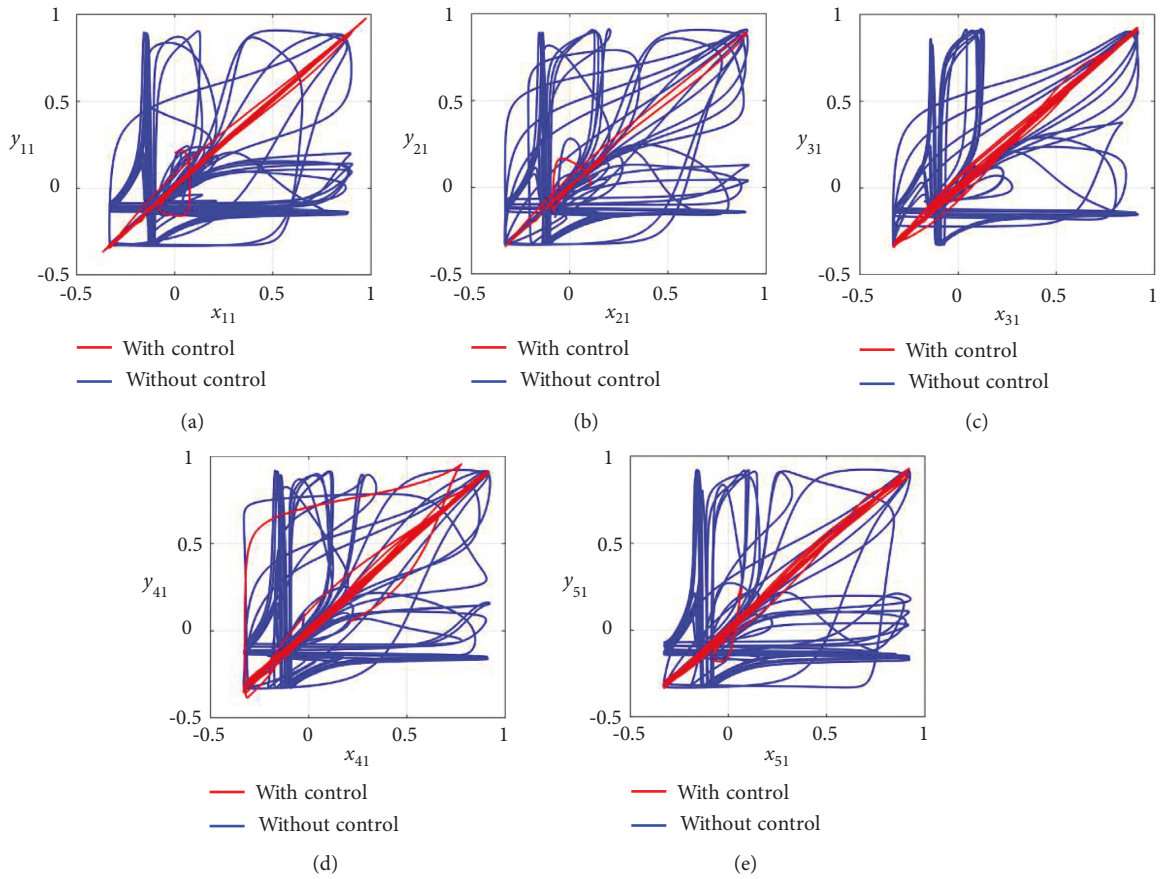 1
0.5
0
-0.5
y11
-0.5 0 0.5 1
x11
With control
Without control
(a)
1
0.5
0
-0.5
y21
-0.5 0 0.5 1
x21
With control
Without control
(b)
1
0.5
0
-0.5
y31
-0.5 0 0.5 1
x31
With control
Without control
(c)
1
0.5
0
-0.5
y41
-0.5 0 0.5 1
x41
With control
Without control
(d)
1
0.5
0
-0.5
y51
-0.5 0 0.5 1
x51
With control
Without control
(e)